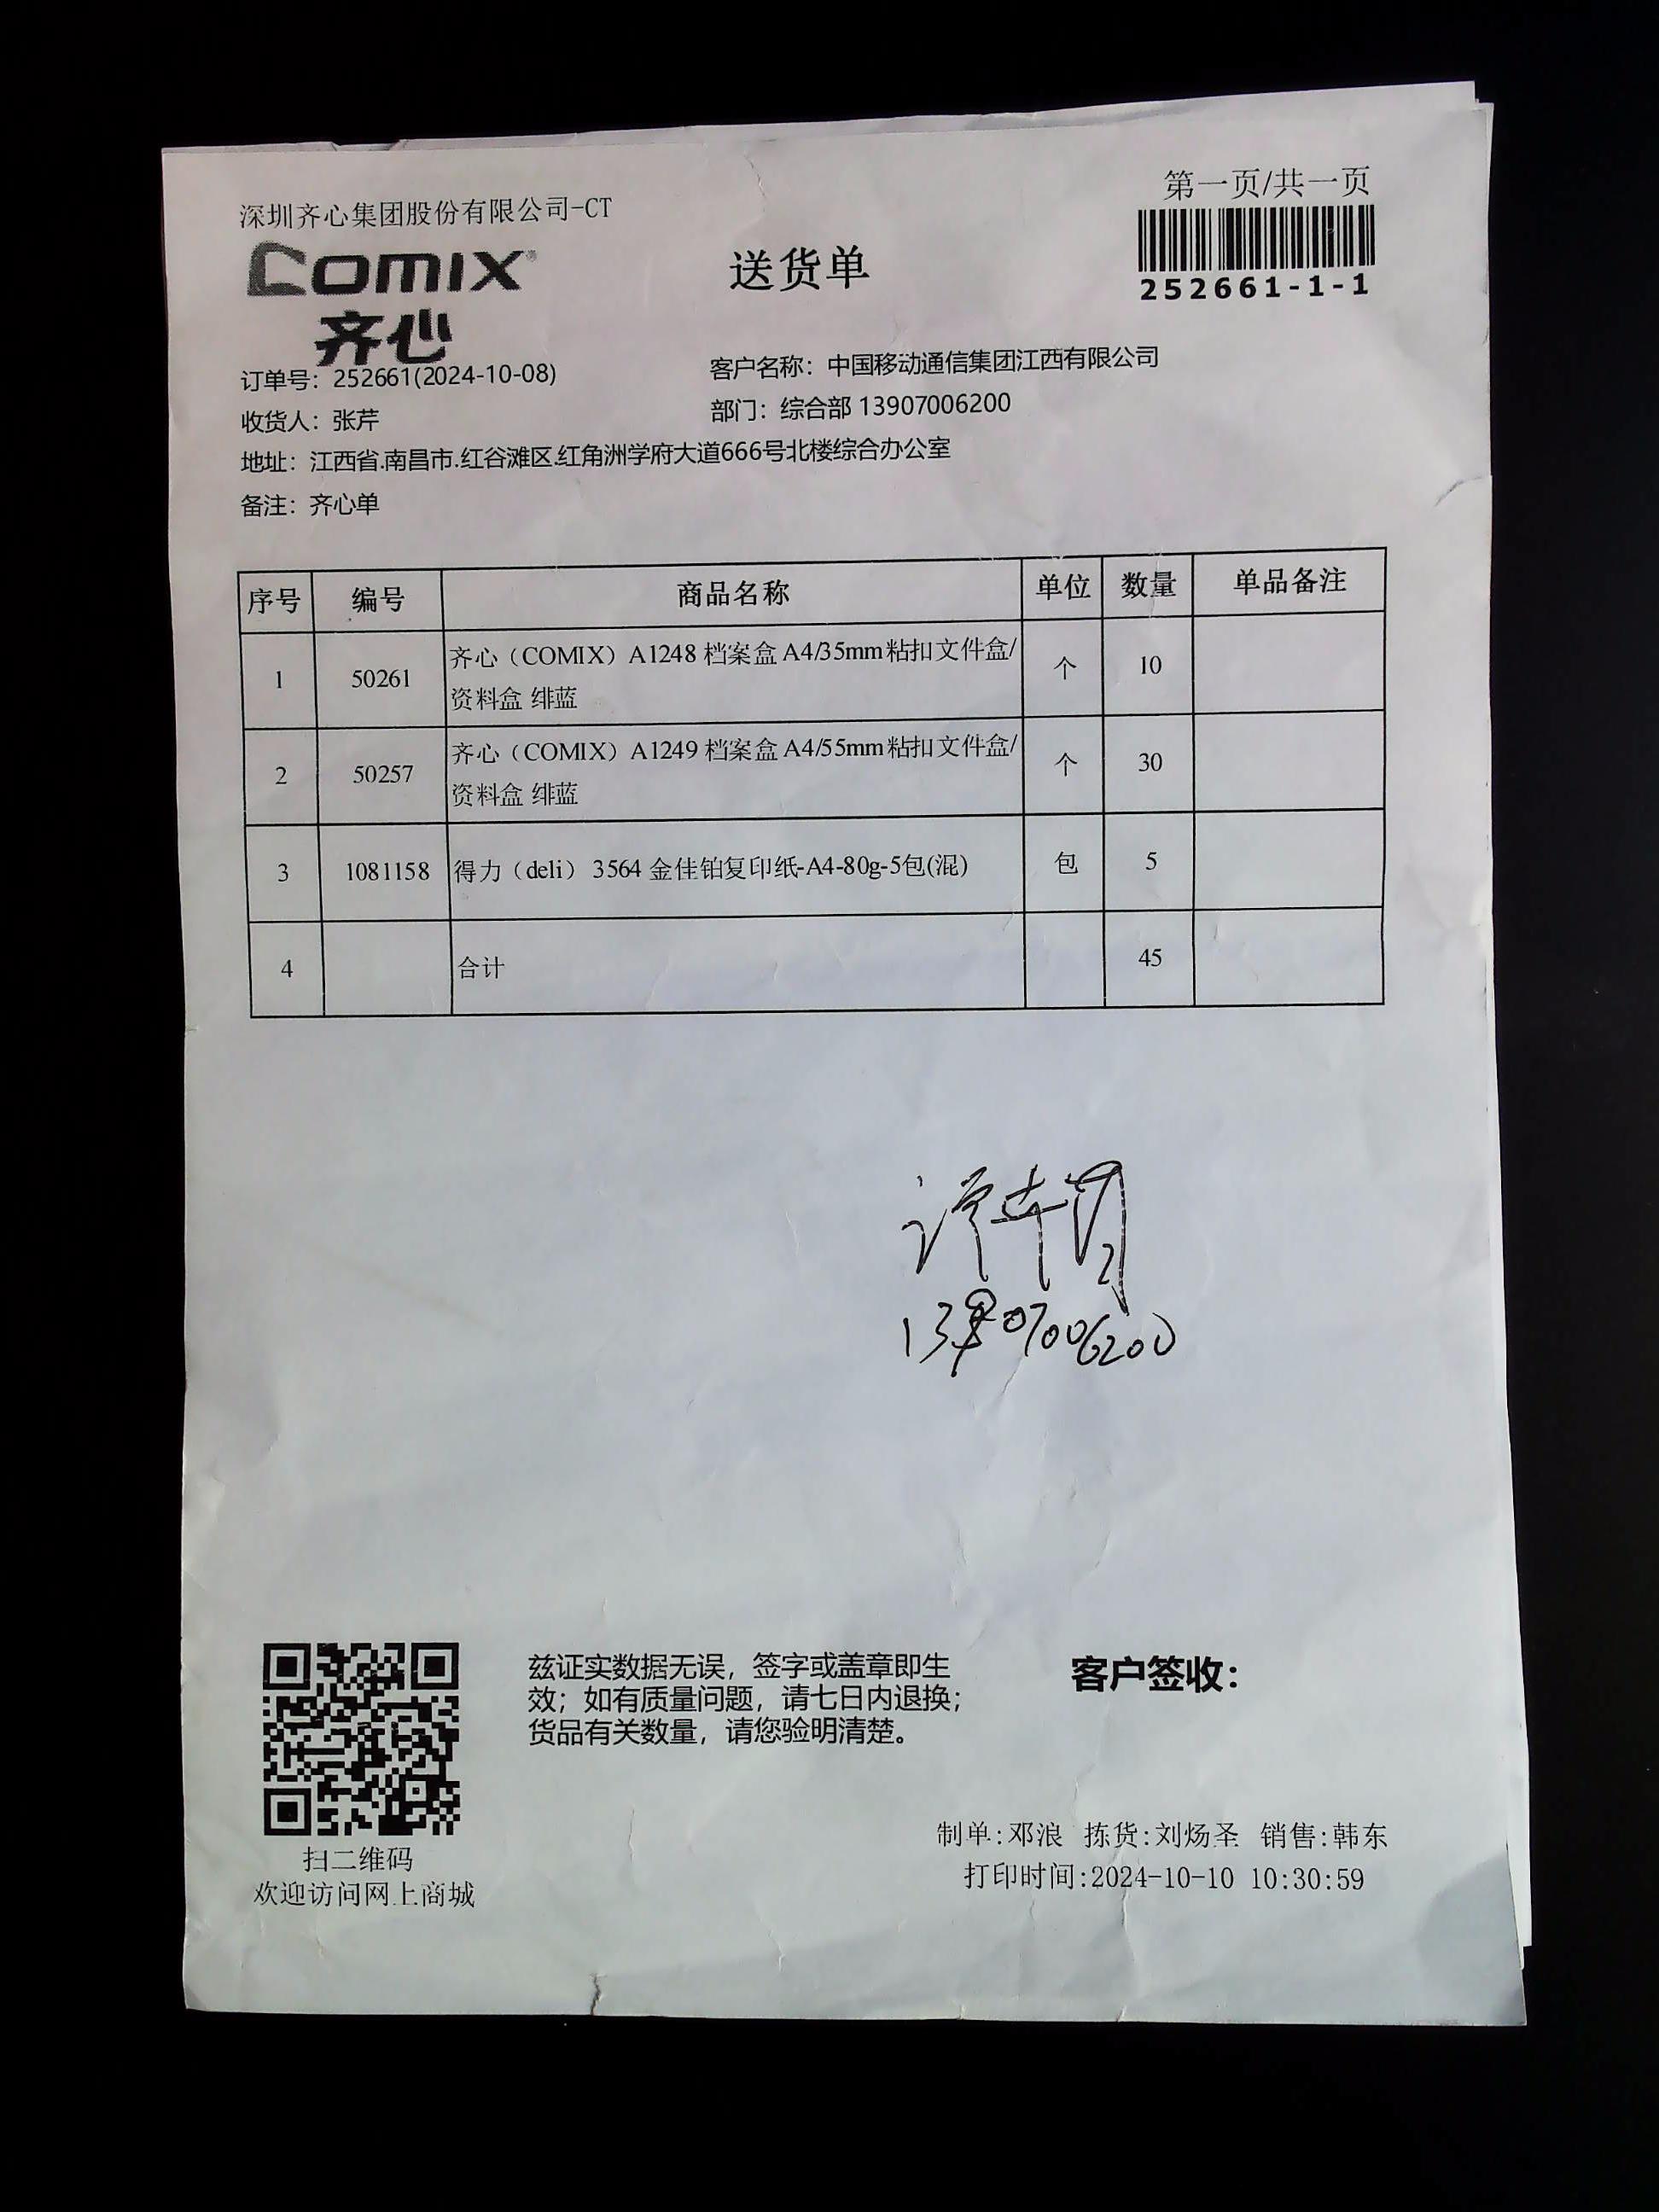 第一页/共一页
深圳齐心集团股份有限公司-CT
COMIX®
齐心
送货单
252661-1-1
订单号：252661(2024-10-08)
客户名称：中国移动通信集团江西有限公司
收货人：张芹
部门：综合部 13907006200
地址：江西省.南昌市.红谷滩区.红角洲学府大道666号北楼综合办公室
备注：齐心单
序号 编号 商品名称 单位 数量 单品备注
1 50261 齐心（COMIX）A1248 档案盒 A4/35mm粘扣文件盒/ 个 10
资料盒 绯蓝
2 50257 齐心（COMIX）A1249 档案盒 A4/55mm粘扣文件盒/ 个 30
资料盒 绯蓝
3 1081158 得力（deli） 3564 金佳铂复印纸-A4-80g-5包(混) 包 5
4 合计 45
13907006200
兹证实数据无误，签字或盖章即生
效；如有质量问题，请七日内退换；
货品有关数量，请您验明清楚。
客户签收：
扫二维码
欢迎访问网上商城
制单:邓浪 拣货:刘炀圣 销售:韩东
打印时间:2024-10-10 10:30:59